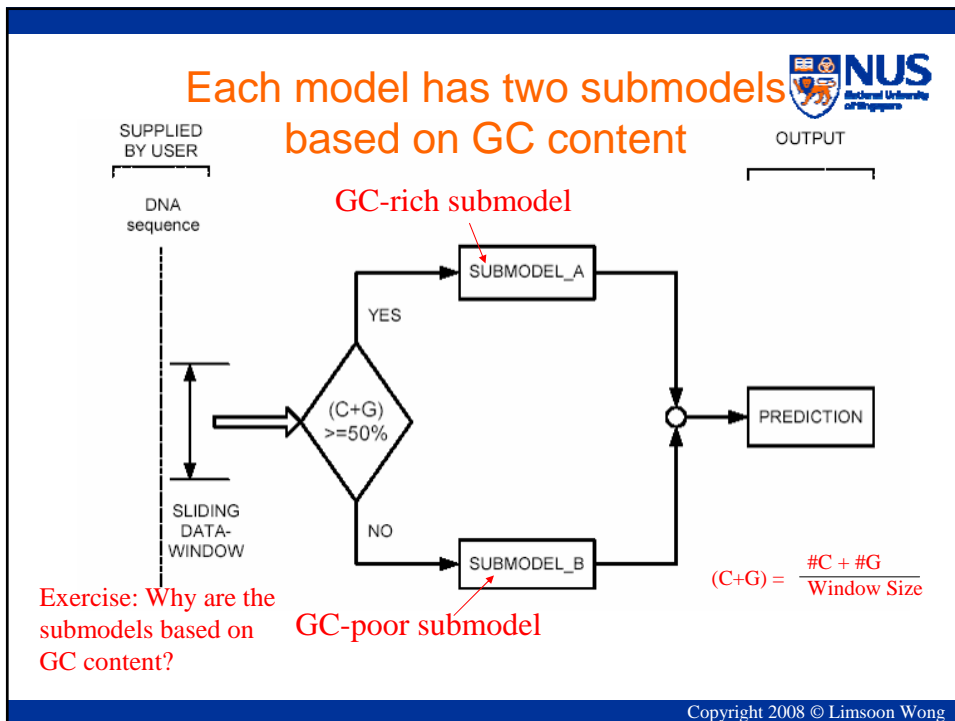 Each model has two submodels
based on GC content
NUS
National University
of Singapore
SUPPLIED
BY USER
OUTPUT
DNA
sequence
GC-rich submodel
SUBMODEL_A
YES
(C+G)
>=50%
PREDICTION
SLIDING
DATA-
WINDOW
NO
SUBMODEL_B
(C+G) = #C + #G
Window Size
Exercise: Why are the
submodels based on
GC content?
GC-poor submodel
Copyright 2008 © Limsoon Wong